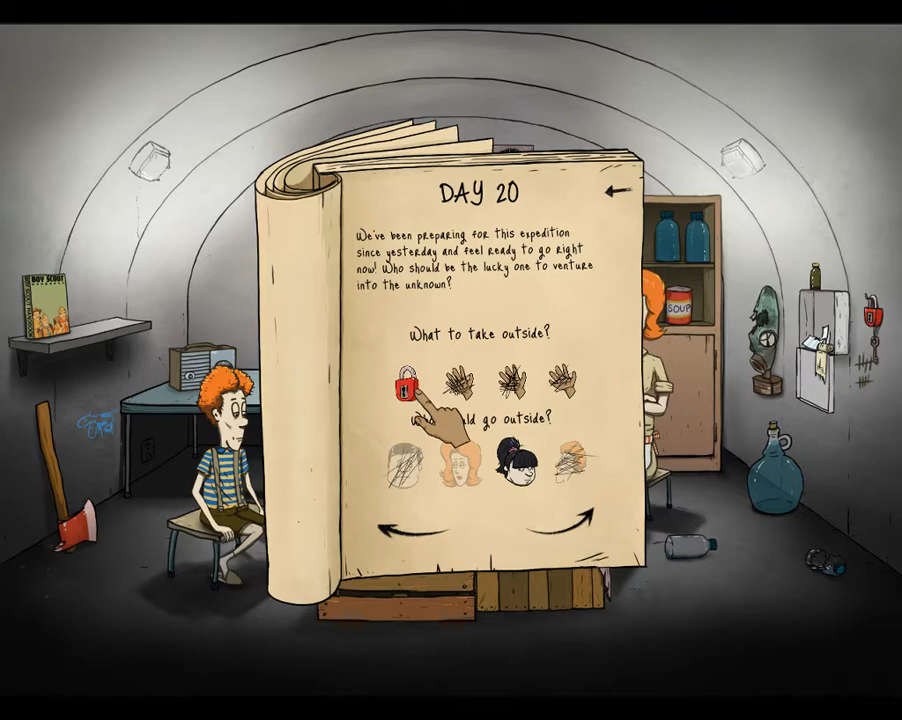 DAY 20
We've been preparing for this expedition
since yesterday and feel ready to go right
now! Who should be the lucky one to venture
into the unknown?
What to take outside?
go outside?
BOY SCOUT
SOUP